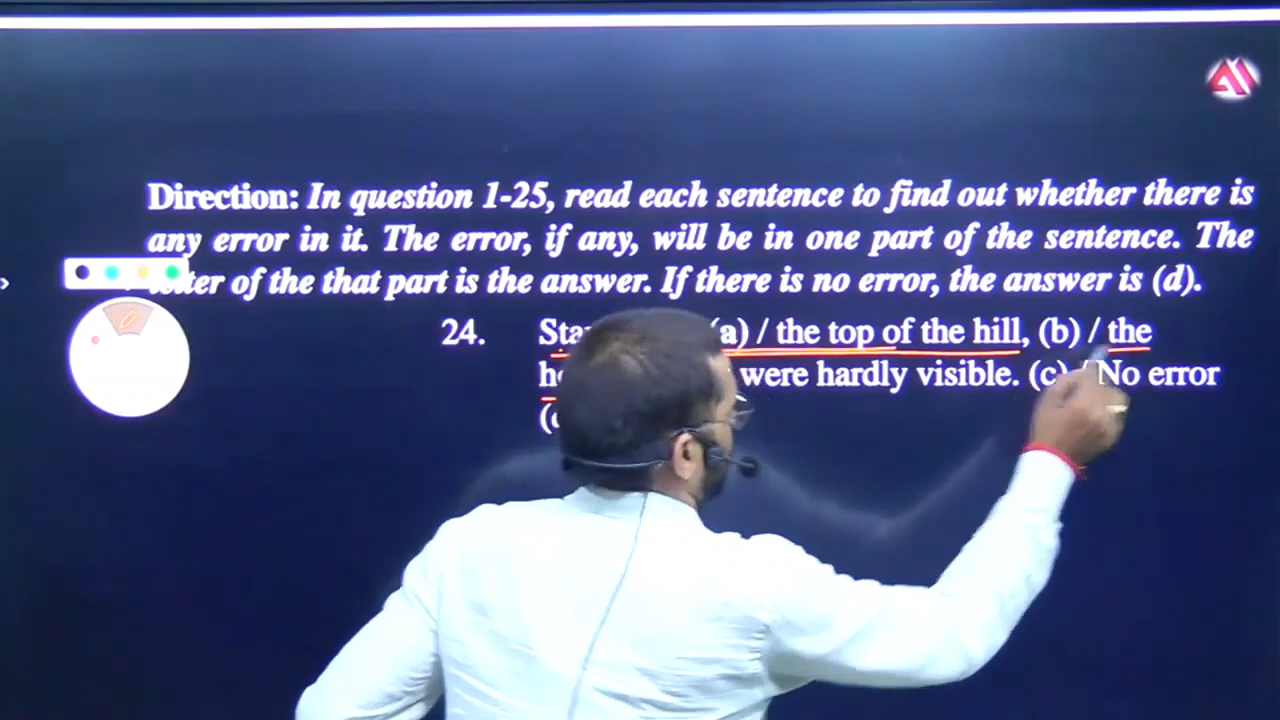 Direction: In question 1-25, read each sentence to find out whether there is
any error in it. The error, if any, will be in one part of the sentence. The
of the that part is the answer. If there is no error, the answer is (d).
24. (a) / the top of the hill, (b) / the
were hardly visible. (c) / No error